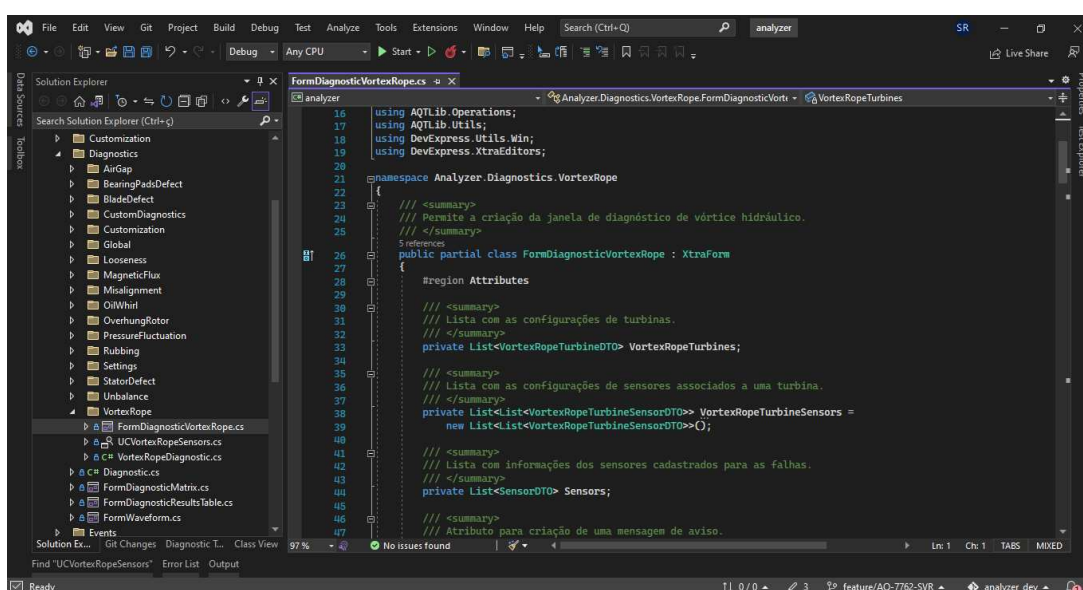 File Edit View Git Project Build Debug Test Analyze Tools Extensions Window Help Search (Ctrl+Q) analyzer SR
Debug Any CPU Start Live Share
Data Sources
Toolbox
Solution Explorer
Search Solution Explorer (Ctrl+ç)
Customization
Diagnostics
AirGap
BearingPadsDefect
BladeDefect
CustomDiagnostics
Customization
Global
Looseness
MagneticFlux
Misalignment
OilWhirl
OverhungRotor
PressureFluctuation
Rubbing
Settings
StatorDefect
Unbalance
VortexRope
FormDiagnosticVortexRope.cs
UCVortexRopeSensors.cs
C# VortexRopeDiagnostic.cs
C# Diagnostic.cs
FormDiagnosticMatrix.cs
FormDiagnosticResultsTable.cs
FormWaveform.cs
Events
Solution Ex... Git Changes Diagnostic T... Class View
FormDiagnosticVortexRope.cs
analyzer Analyzer.Diagnostics.VortexRope.FormDiagnosticVorte VortexRopeTurbines
16 using AQTLib.Operations;
17 using AQTLib.Utils;
18 using DevExpress.Utils.Win;
19 using DevExpress.XtraEditors;
20
21 namespace Analyzer.Diagnostics.VortexRope
22 {
23 /// <summary>
24 /// Permite a criação da janela de diagnóstico de vórtice hidráulico.
25 /// </summary>
5 references
26 public partial class FormDiagnosticVortexRope : XtraForm
27 {
28 #region Attributes
29
30 /// <summary>
31 /// Lista com as configurações de turbinas.
32 /// </summary>
33 private List<VortexRopeTurbineDTO> VortexRopeTurbines;
34
35 /// <summary>
36 /// Lista com as configurações de sensores associados a uma turbina.
37 /// </summary>
38 private List<List<VortexRopeTurbineSensorDTO>> VortexRopeTurbineSensors =
39 new List<List<VortexRopeTurbineSensorDTO>>();
40
41 /// <summary>
42 /// Lista com informações dos sensores cadastrados para as falhas.
43 /// </summary>
44 private List<SensorDTO> Sensors;
45
46 /// <summary>
47 /// Atributo para criação de uma mensagem de aviso.
97 % No issues found Ln: 1 Ch: 1 TABS MIXED
Properties
Test Explorer
Find "UCVortexRopeSensors" Error List Output
Ready 0 / 0 3 feature/AQ-7762-SVR analyzer_dev